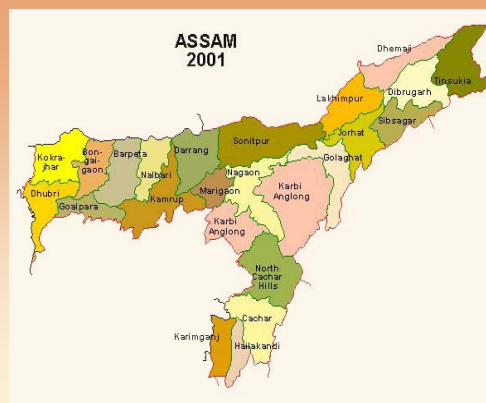 ASSAM
2001
Dhemaji
Tinsukia
Dibrugarh
Lakhimpur
Sibsagar
Jorhat
Golaghat
Sonitpur
Darrang
Barpeta
Bon-
gai-
gaon
Kokra-
jhar
Nalbari
Nagaon
Dhubri
Marigaon
Kamrup
Goalpara
Karbi
Anglong
Karbi
Anglong
North
Cachar
Hills
Cachar
Karimganj
Hailakandi